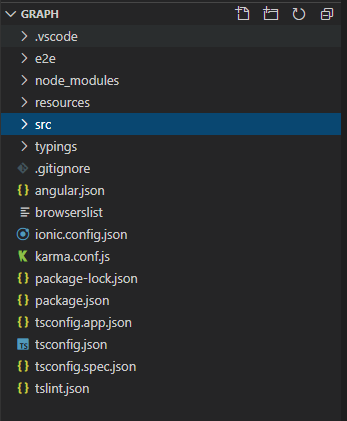 GRAPH
.vscode
e2e
node_modules
resources
src
typings
.gitignore
angular.json
browserslist
ionic.config.json
karma.conf.js
package-lock.json
package.json
tsconfig.app.json
TS tsconfig.json
tsconfig.spec.json
tslint.json